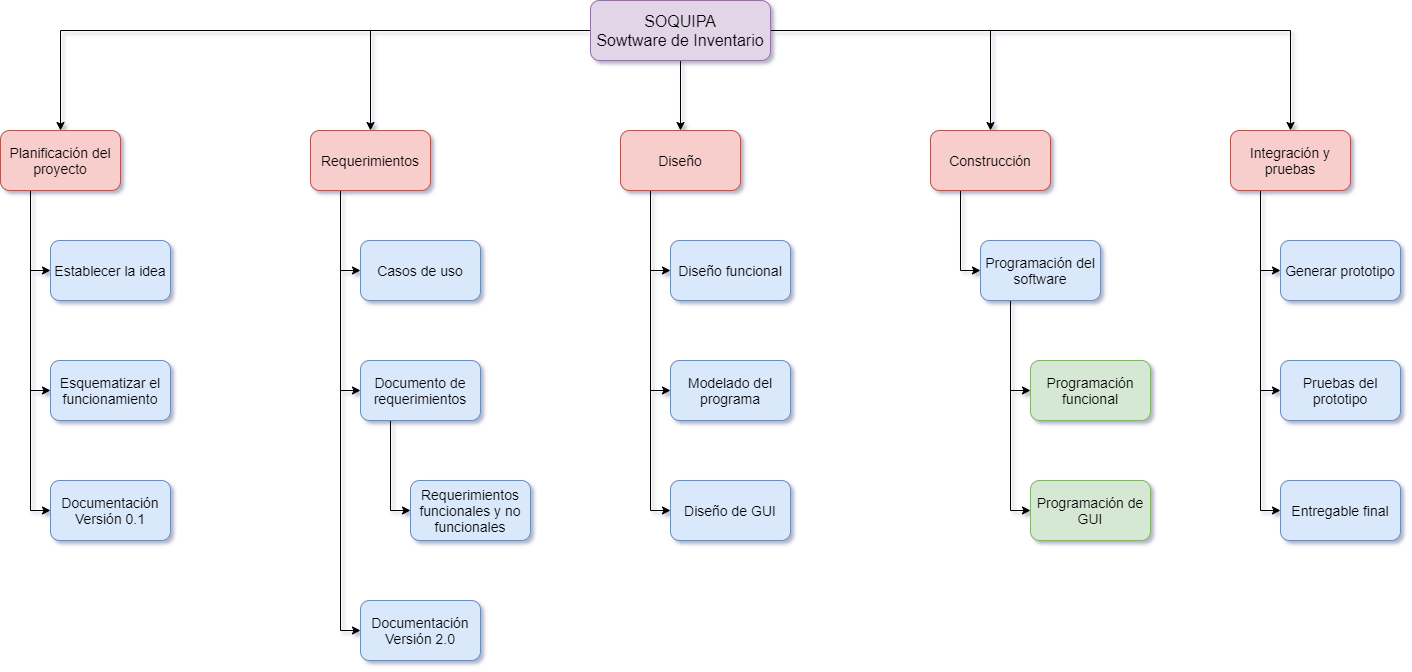 SOQUIPA
Sowtware de Inventario
Planificación del
proyecto
Requerimientos
Diseño
Construcción
Integración y
pruebas
Establecer la idea
Casos de uso
Diseño funcional
Programación del
software
Generar prototipo
Esquematizar el
funcionamiento
Documento de
requerimientos
Modelado del
programa
Programación
funcional
Pruebas del
prototipo
Documentación
Versión 0.1
Requerimientos
funcionales y no
funcionales
Diseño de GUI
Programación de
GUI
Entregable final
Documentación
Versión 2.0